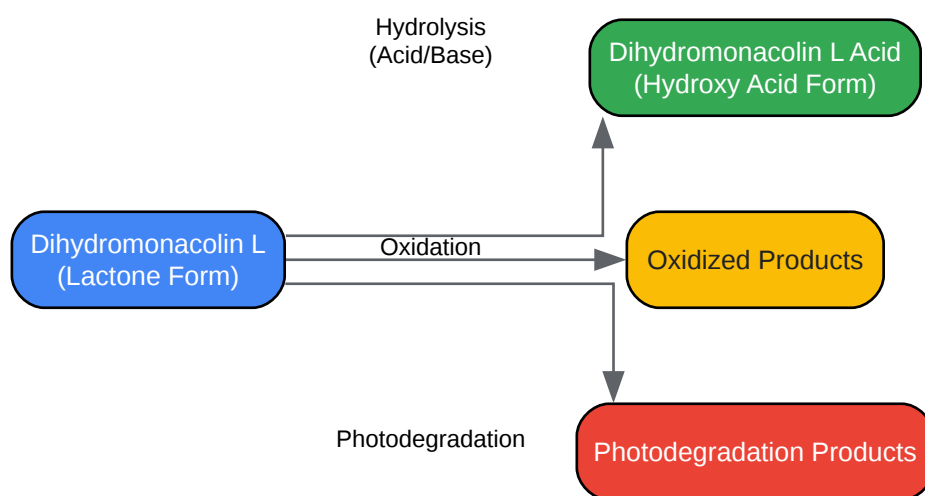 Hydrolysis
(Acid/Base)
Dihydromonacolin L Acid
(Hydroxy Acid Form)
Dihydromonacolin L
(Lactone Form)
Oxidation
Oxidized Products
Photodegradation
Photodegradation Products